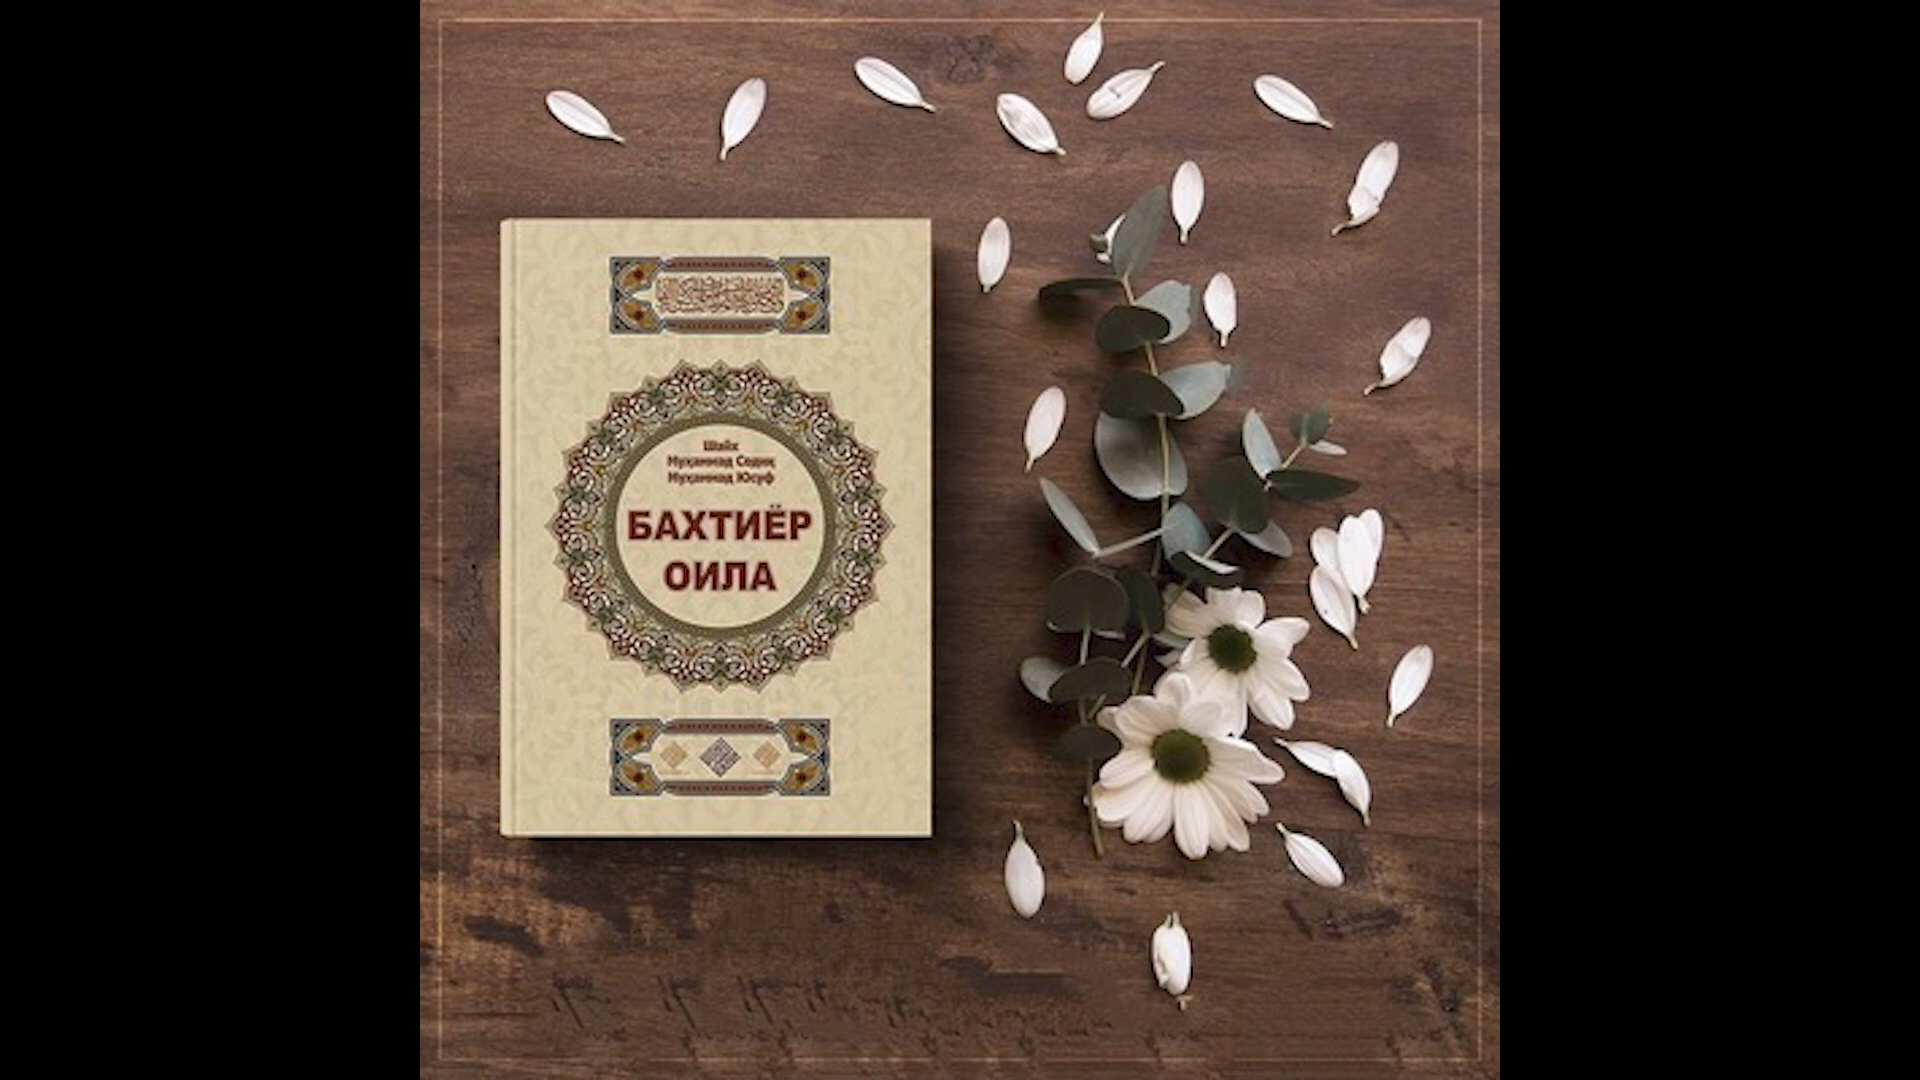 Шайх
Муҳаммад Содиқ
Муҳаммад Юсуф
БАХТИЁР
ОИЛА